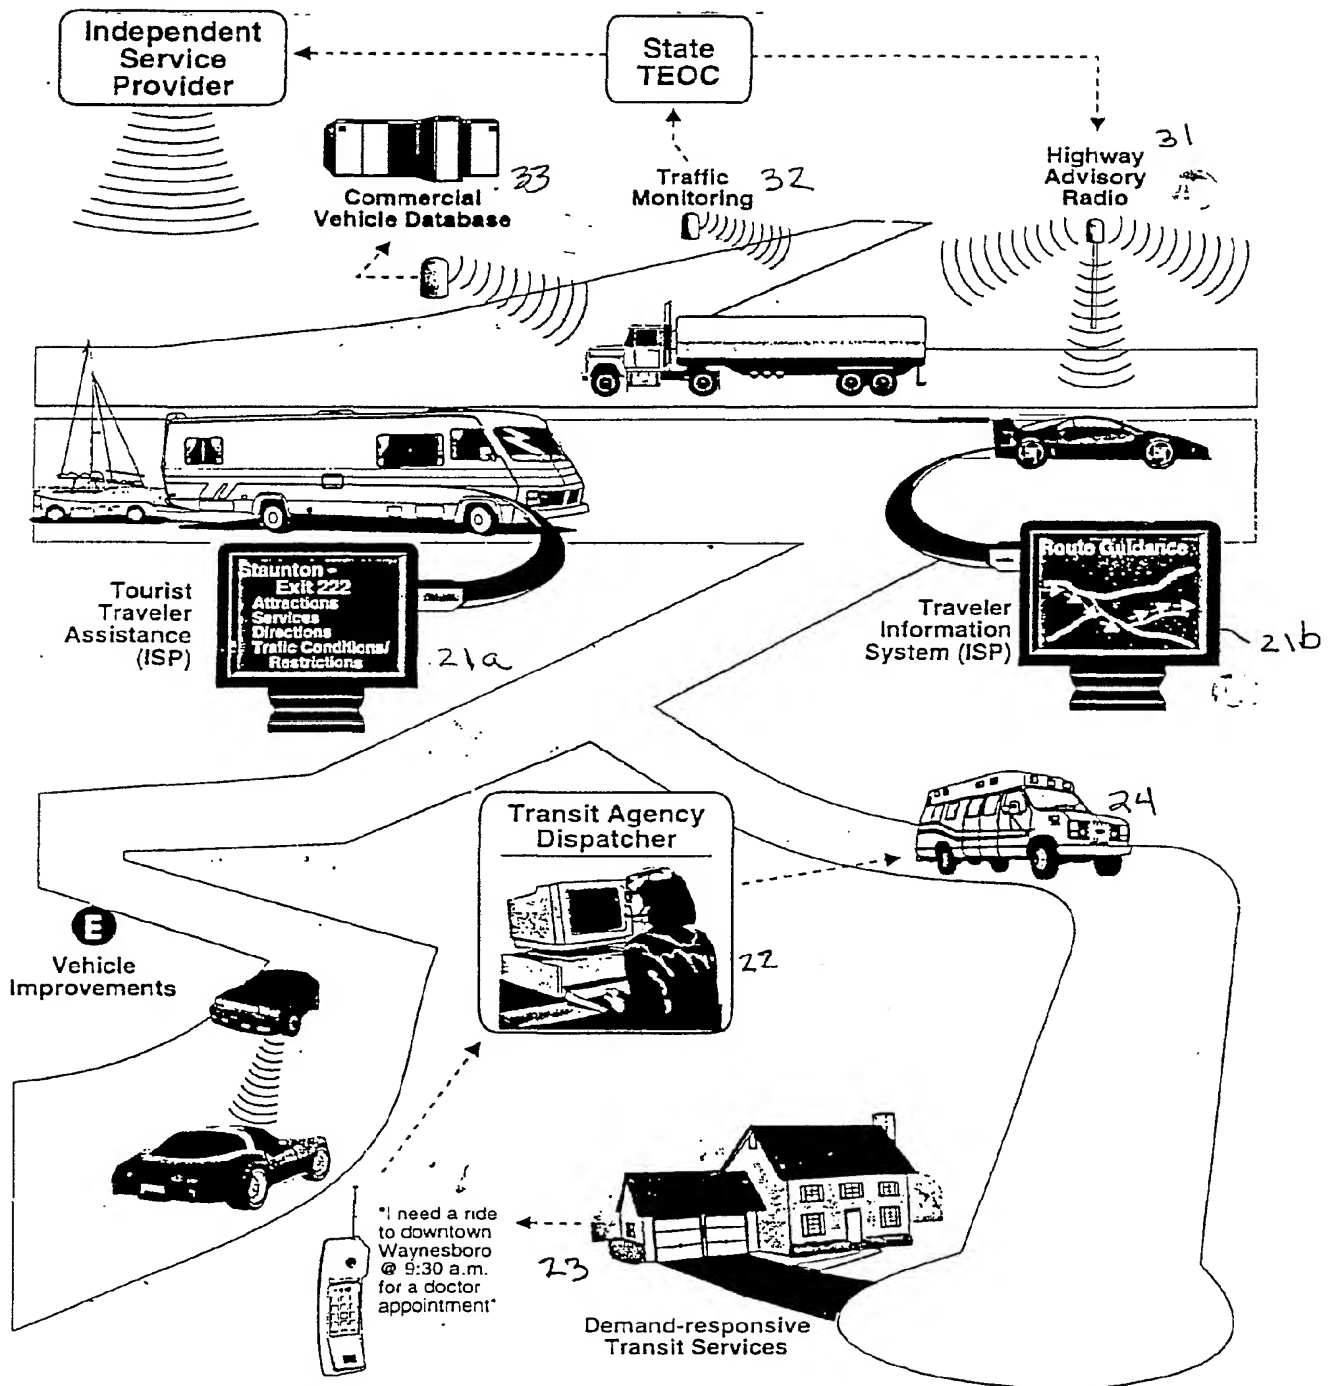 Independent
Service
Provider
State
TEOC
Commercial
Vehicle Database
33
Traffic
Monitoring
32
Highway
Advisory
Radio
31
Tourist
Traveler
Assistance
(ISP)
Staunton -
Exit 222
Attractions
Services
Directions
Traffic Conditions/
Restrictions
21a
Traveler
Information
System (ISP)
Route Guidance
21b
Transit Agency
Dispatcher
22
24
E
Vehicle
Improvements
"I need a ride
to downtown
Waynesboro
@ 9:30 a.m.
for a doctor
appointment"
23
Demand-responsive
Transit Services